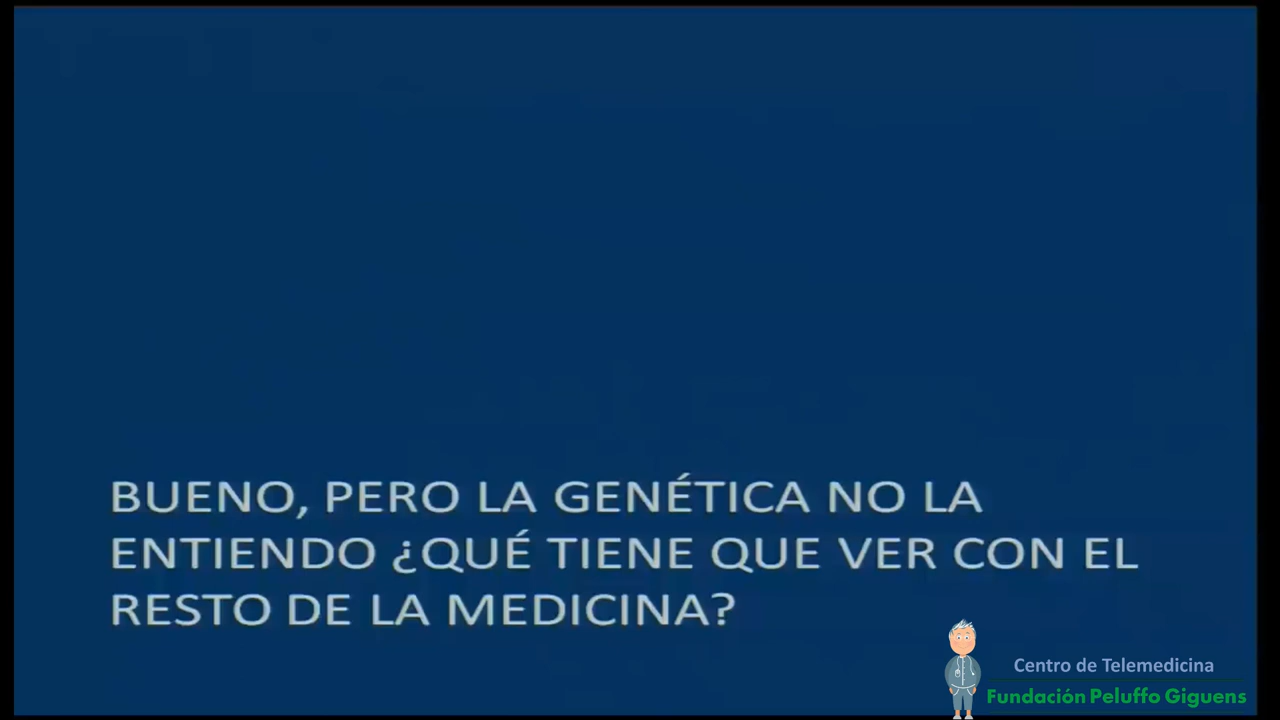 BUENO, PERO LA GENÉTICA NO LA
ENTIENDO ¿QUÉ TIENE QUE VER CON EL
RESTO DE LA MEDICINA?
Centro de Telemedicina
Fundación Peluffo Giguens